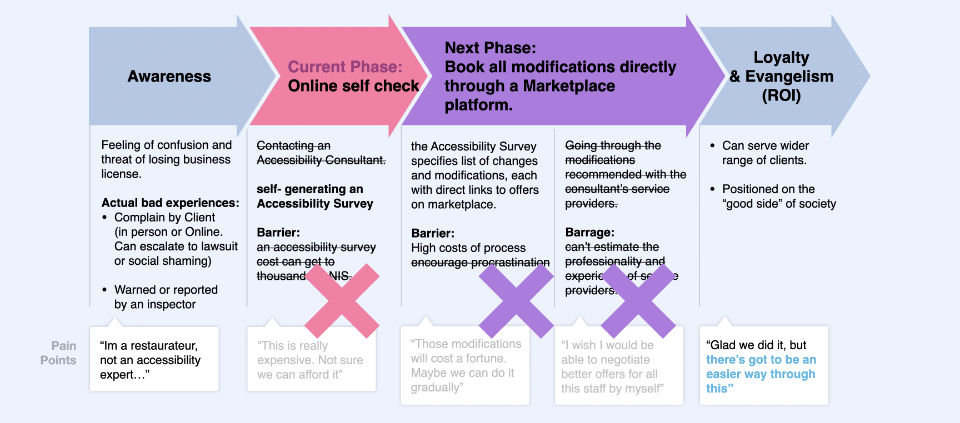 Awareness
Current Phase:
Online self check
Next Phase:
Book all modifications directly
through a Marketplace
platform.
Loyalty
& Evangelism
(ROI)
Feeling of confusion and
threat of losing business
license.
Actual bad experiences:
• Complain by Client
(in person or Online.
Can escalate to lawsuit
or social shaming)
• Warned or reported
by an inspector
Contacting an
Accessibility Consultant.
self- generating an
Accessibility Survey
Barrier:
an accessibility survey
cost can get to
thousands NIS.
the Accessibility Survey
specifies list of changes
and modifications, each
with direct links to offers
on marketplace.
Barrier:
High costs of process
encourage procrastination
Going through the
modifications
recommended with the
consultant's service
providers.
Barrage:
can't estimate the
professionality and
experience of service
providers.
• Can serve wider
range of clients.
• Positioned on the
“good side” of society
Pain
Points
“Im a restaurateur,
not an accessibility
expert…”
“This is really
expensive. Not sure
we can afford it”
“Those modifications
will cost a fortune.
Maybe we can do it
gradually”
“I wish I would be
able to negotiate
better offers for all
this staff by myself”
“Glad we did it, but
there's got to be an
easier way through
this”